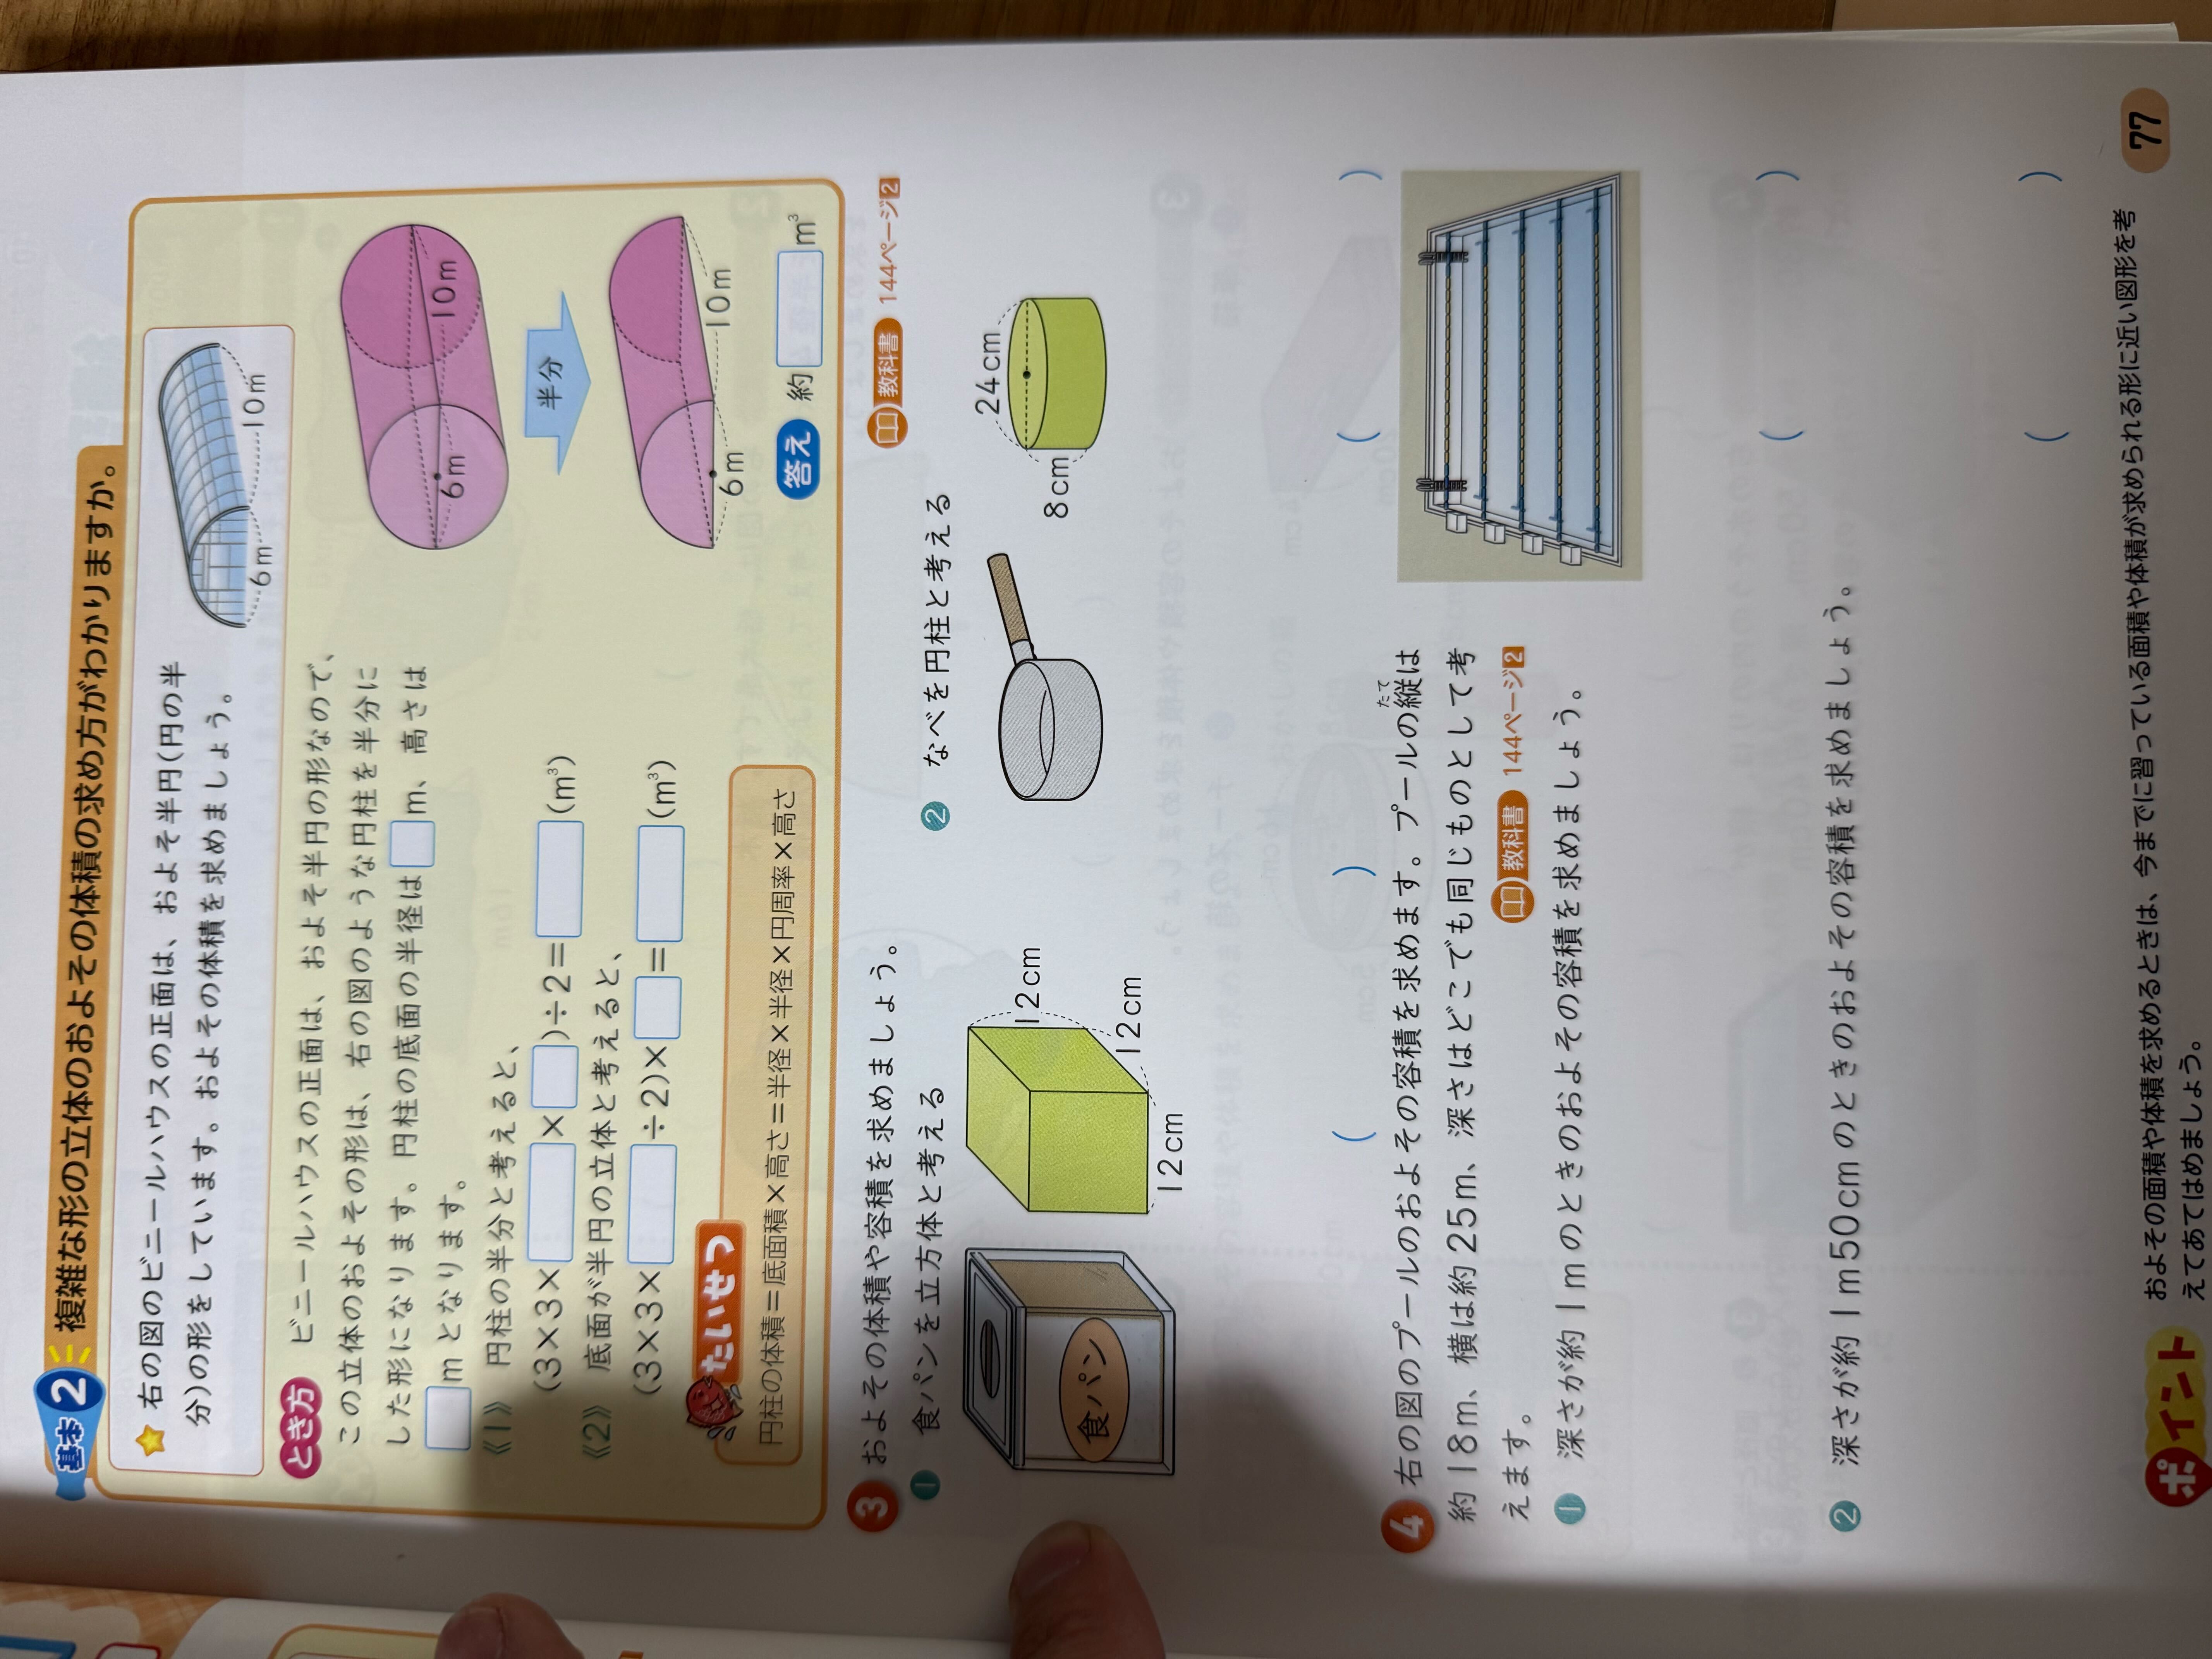 基本2 複雑な形の立体のおよその体積の求め方がわかりますか。
右の図のビニールハウスの正面は、およそ半円(円の半
分)の形をしています。およその体積を求めましょう。
6m
10m
とき方 ビニールハウスの正面は、およそ半円の形なので、
この立体のおよその形は、右の図のような円柱を半分に
した形になります。円柱の底面の半径は□m、高さは
□mとなります。
《1》 円柱の半分と考えると、
(3×3×□×□)÷2=□(m³)
《2》 底面が半円の立体と考えると、
(3×3×□÷2)×□=□(m³)
6m
10m
半分
6m
10m
たいせつ
円柱の体積=底面積×高さ=半径×半径×円周率×高さ
答え 約□m³
3 およその体積や容積を求めましょう。
教科書 144ページ2
1 食パンを立方体と考える
食パン
12cm
12cm
12cm
( )
2 なべを円柱と考える
24cm
8cm
( )
4 右の図のプールのおよその容積を求めます。プールの縦は
たて
約18m、横は約25m、深さはどこでも同じものとして考
えます。
教科書 144ページ2
1 深さが約1mのときのおよその容積を求めましょう。
( )
2 深さが約1m50cmのときのおよその容積を求めましょう。
( )
ポイント およその面積や体積を求めるときは、今までに習っている面積や体積が求められる形に近い図形を考
えてあてはめましょう。
77